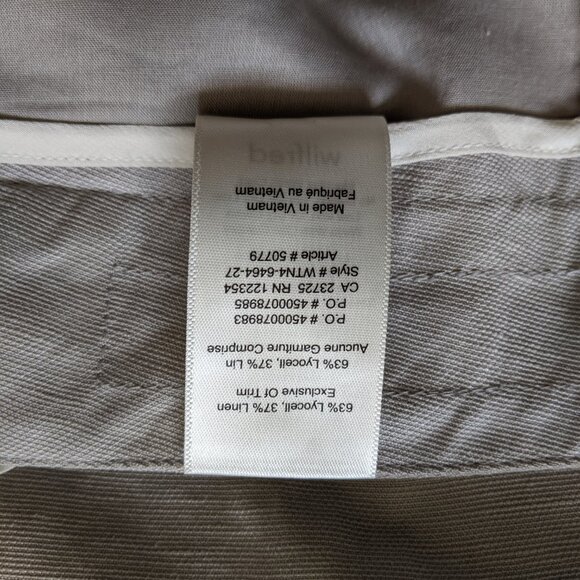 63% Lyocell, 37% Linen
Exclusive Of Trim
63% Lyocell, 37% Lin
Aucune Garniture Comprise
P.O. # 4500078983
P.O. # 4500078985
CA 23725 RN 122354
Style # WTN4-6464-27
Article # 50779
Made in Vietnam
Fabriqué au Vietnam
wilfred